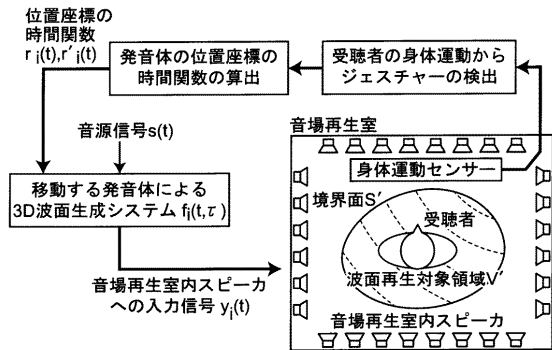 位置座標の
時間関数
r i(t),r′i(t)
発音体の位置座標の
時間関数の算出
受聴者の身体運動から
ジェスチャーの検出
音源信号s(t)
移動する発音体による
3D波面生成システム fj(t,τ)
音場再生室内スピーカ
への入力信号 yj(t)
音場再生室
身体運動センサー
境界面S′
受聴者
波面再生対象領域V′
音場再生室内スピーカ